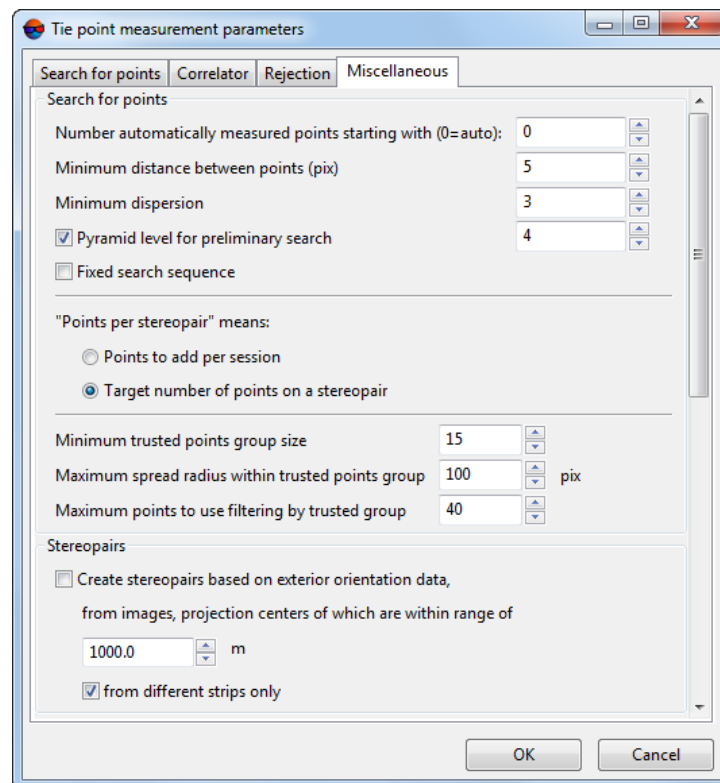 Tie point measurement parameters
Search for points Correlator Rejection Miscellaneous
Search for points
Number automatically measured points starting with (0=auto): 0
Minimum distance between points (pix) 5
Minimum dispersion 3
Pyramid level for preliminary search 4
Fixed search sequence
"Points per stereopair" means:
Points to add per session
Target number of points on a stereopair
Minimum trusted points group size 15
Maximum spread radius within trusted points group 100 pix
Maximum points to use filtering by trusted group 40
Stereopairs
Create stereopairs based on exterior orientation data,
from images, projection centers of which are within range of
1000.0 m
from different strips only
OK Cancel